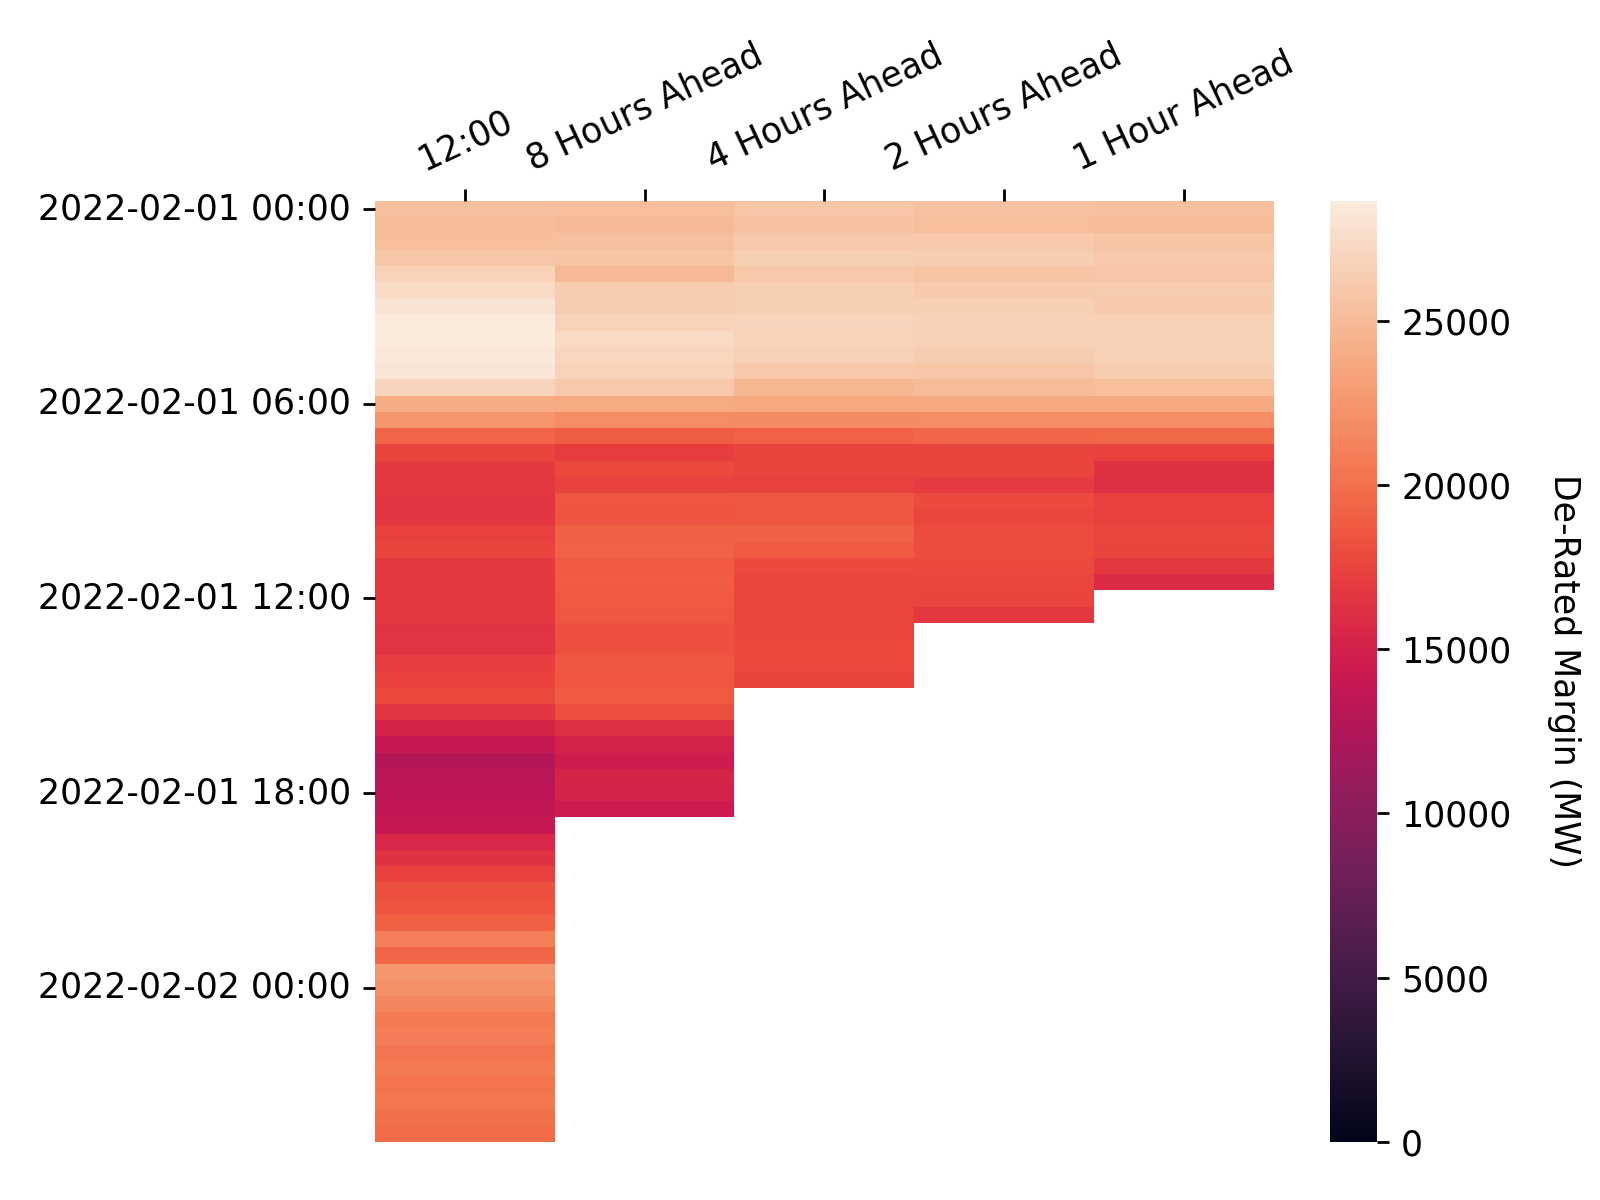 12:00
8 Hours Ahead
4 Hours Ahead
2 Hours Ahead
1 Hour Ahead
2022-02-01 00:00
2022-02-01 06:00
2022-02-01 12:00
2022-02-01 18:00
2022-02-02 00:00
25000
20000
15000
10000
5000
0
De-Rated Margin (MW)